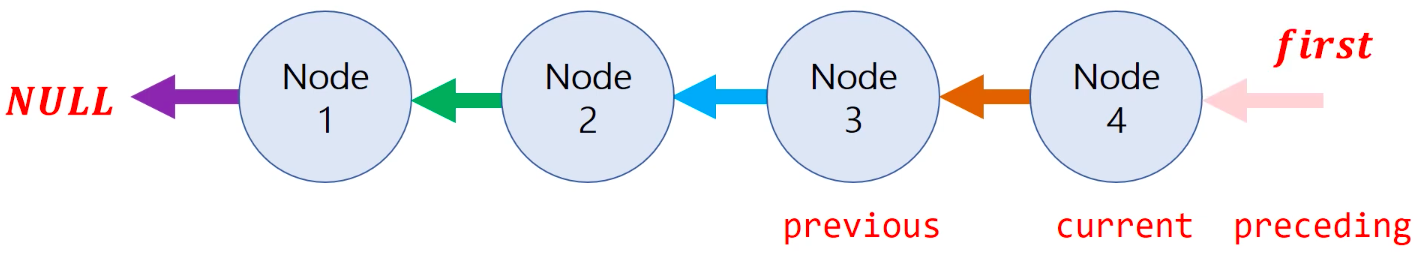 first
NULL
Node
1
Node
2
Node
3
Node
4
previous
current
preceding